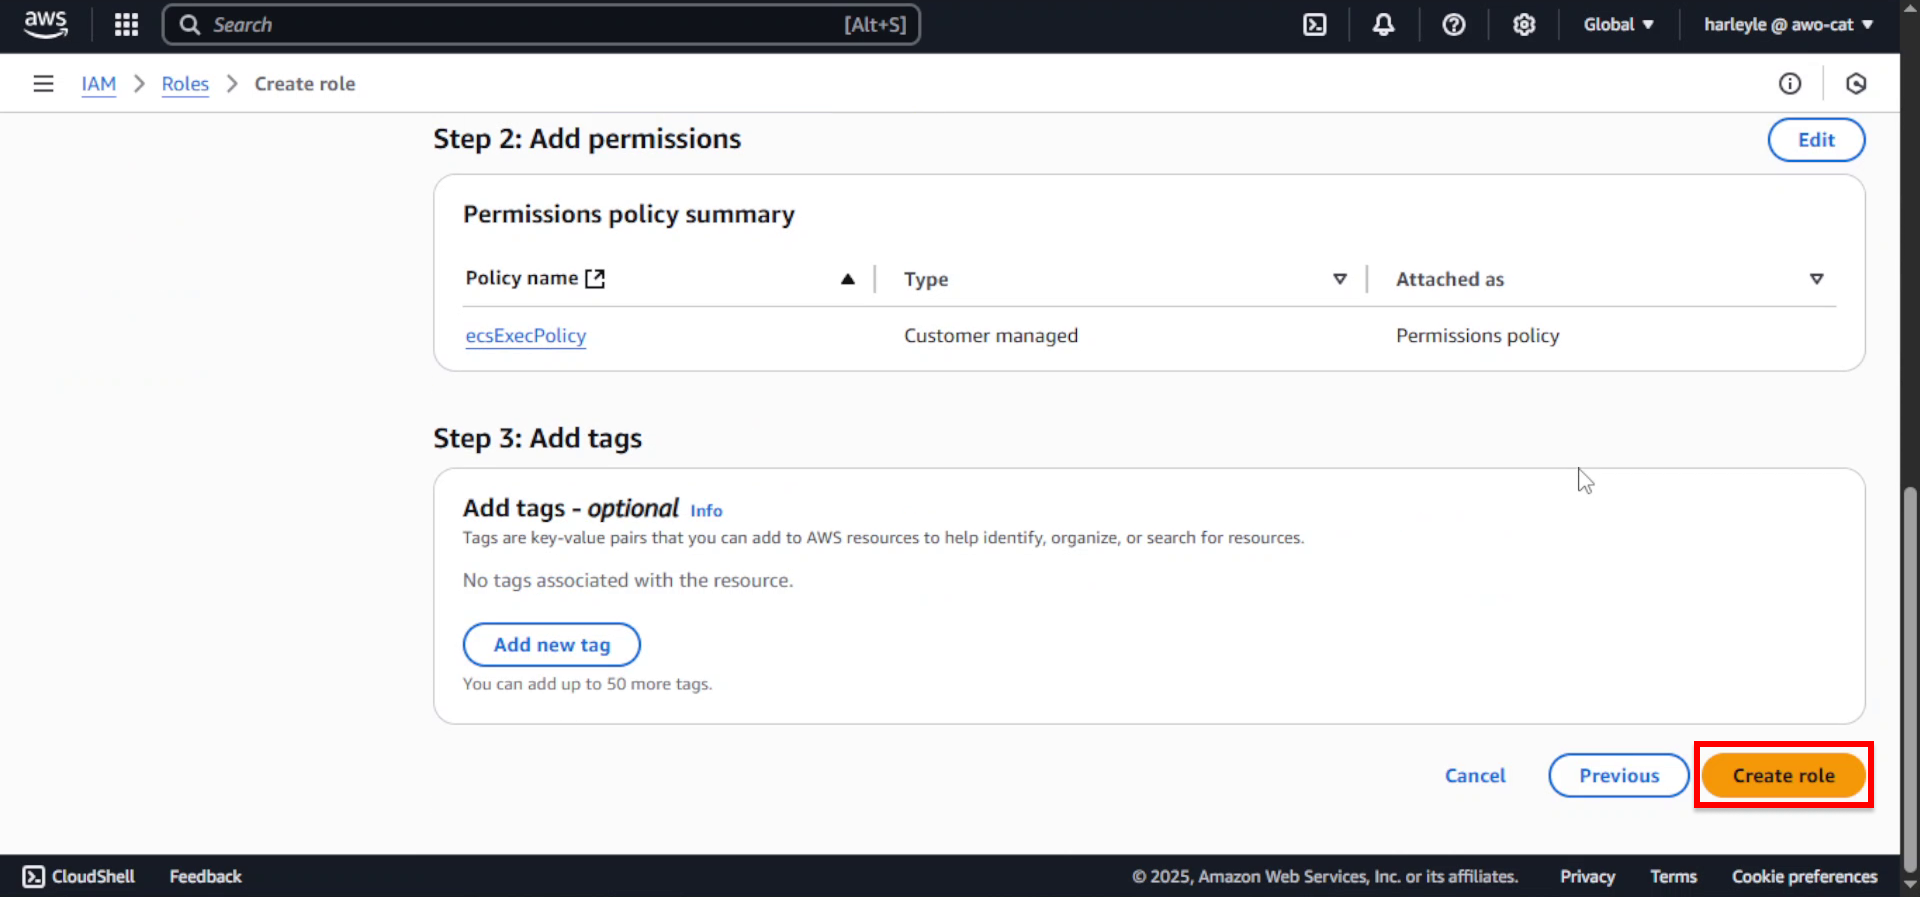 aws
Search [Alt+S]
Global
harleyle @ awo-cat
IAM > Roles > Create role
Step 2: Add permissions
Edit
Permissions policy summary
Policy name
Type
Attached as
ecsExecPolicy
Customer managed
Permissions policy
Step 3: Add tags
Add tags - optional Info
Tags are key-value pairs that you can add to AWS resources to help identify, organize, or search for resources.
No tags associated with the resource.
Add new tag
You can add up to 50 more tags.
Cancel
Previous
Create role
CloudShell
Feedback
© 2025, Amazon Web Services, Inc. or its affiliates.
Privacy
Terms
Cookie preferences